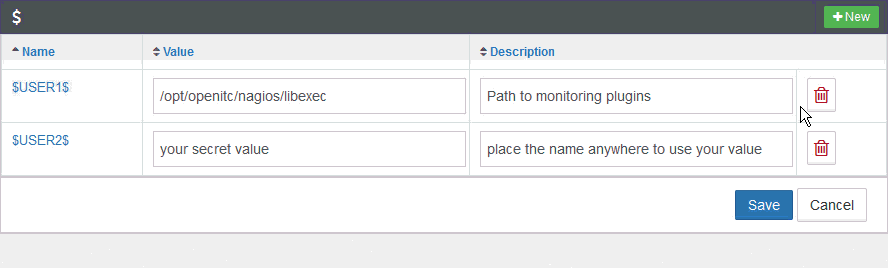 $ New
Name Value Description
$USER1$ /opt/openitc/nagios/libexec Path to monitoring plugins
$USER2$ your secret value place the name anywhere to use your value
Save Cancel